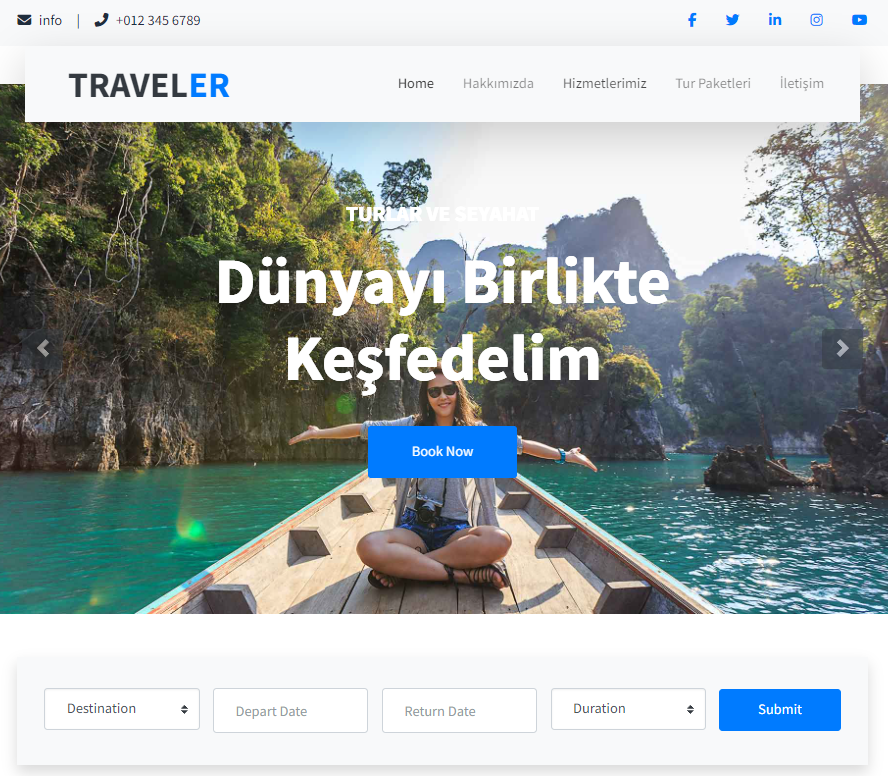 info | +012 345 6789
TRAVELER
Home Hakkımızda Hizmetlerimiz Tur Paketleri İletişim
TURLAR VE SEYAHAT
Dünyayı Birlikte
Keşfedelim
Book Now
Destination Depart Date Return Date Duration Submit